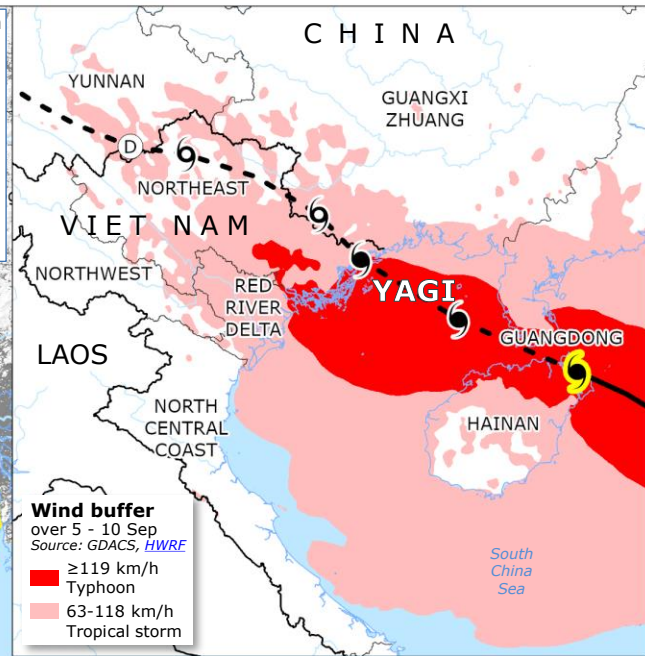 CHINA
YUNNAN
GUANGXI
ZHUANG
D
NORTHEAST
VIET NAM
NORTHWEST
RED
RIVER
DELTA
YAGI
GUANGDONG
LAOS
HAINAN
NORTH
CENTRAL
COAST
South
China
Sea
Wind buffer
over 5 - 10 Sep
Source: GDACS, HWRF
≥119 km/h
Typhoon
63-118 km/h
Tropical storm